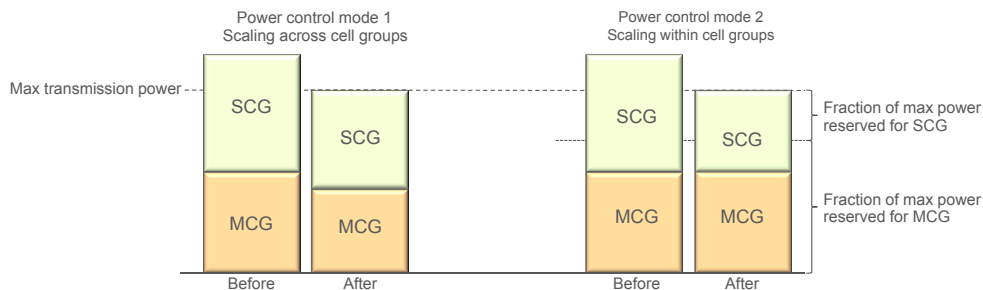 Power control mode 1
Scaling across cell groups
Power control mode 2
Scaling within cell groups
Max transmission power
SCG
SCG
MCG
MCG
Before
After
SCG
SCG
MCG
MCG
Before
After
Fraction of max power
reserved for SCG
Fraction of max power
reserved for MCG